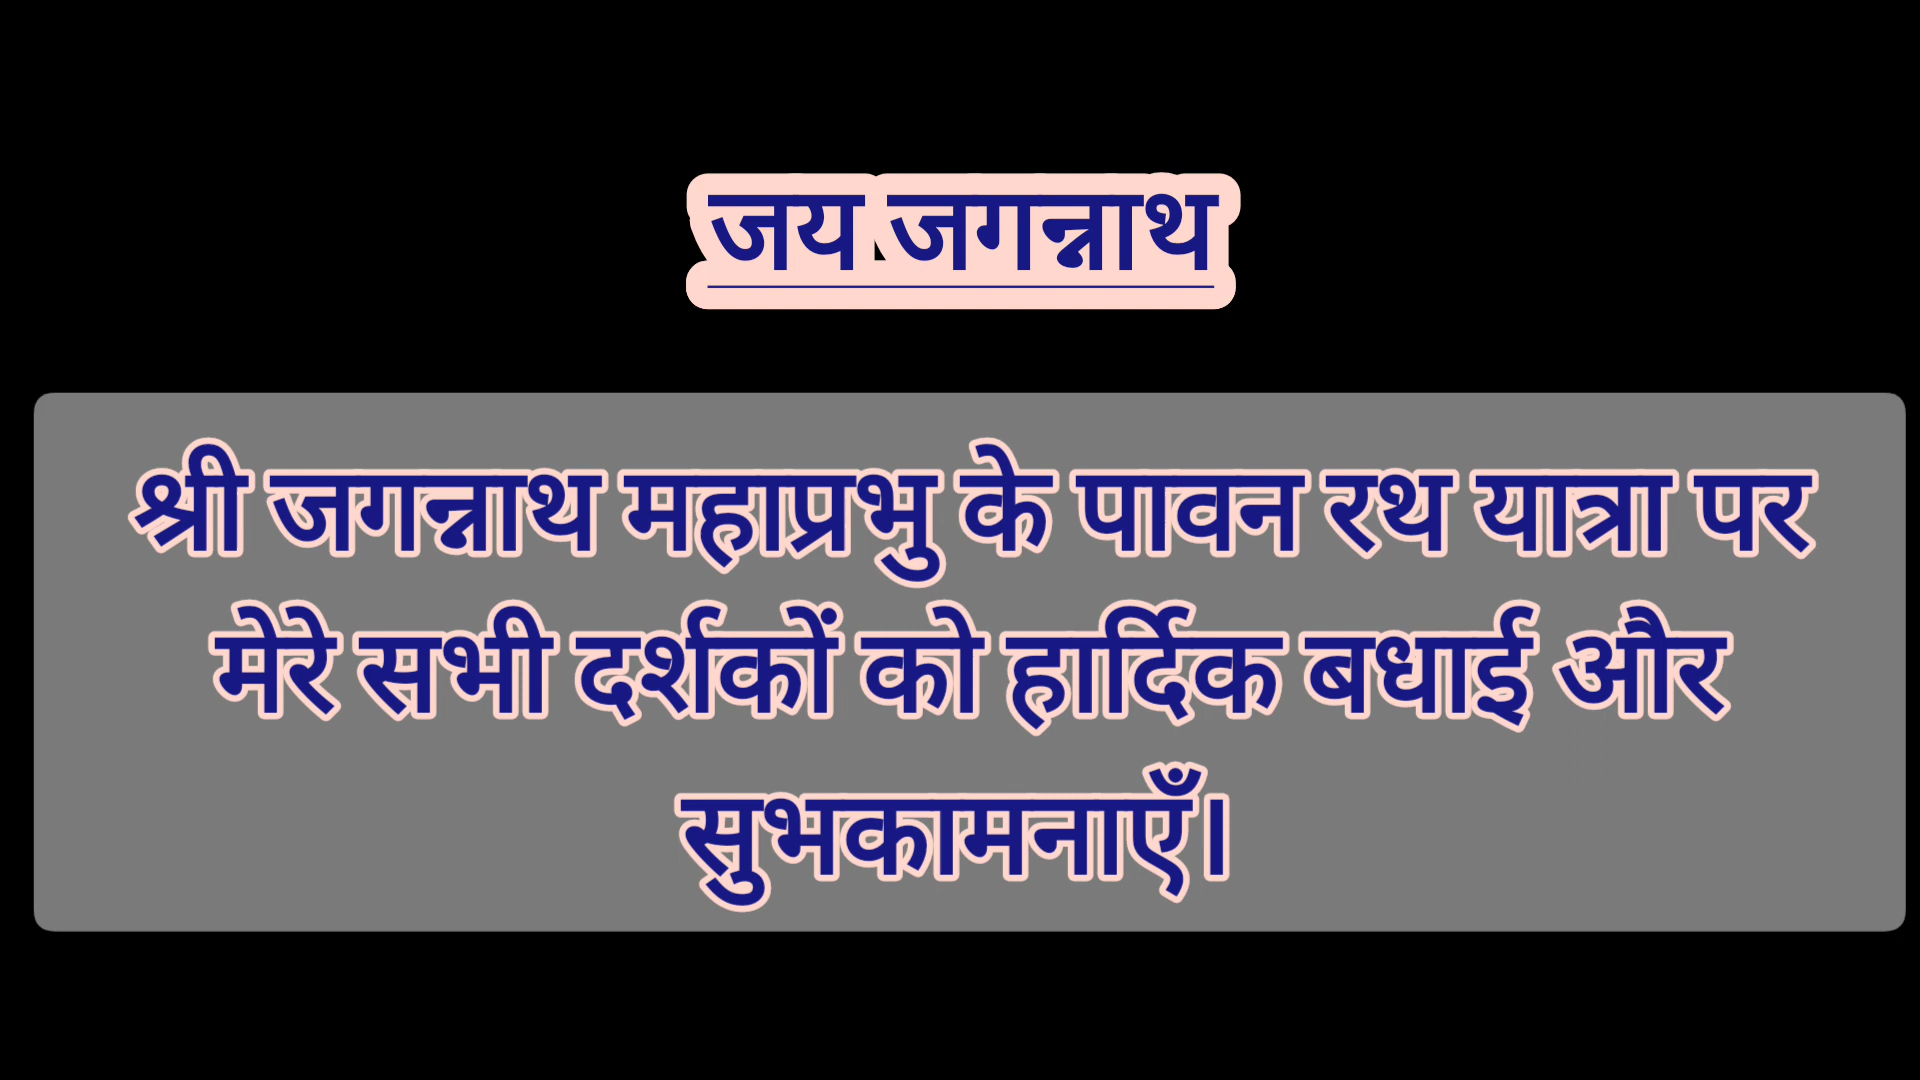 जय जगन्नाथ
श्री जगन्नाथ महाप्रभु के पावन रथ यात्रा पर
मेरे सभी दर्शकों को हार्दिक बधाई और
सुभकामनाएँ।